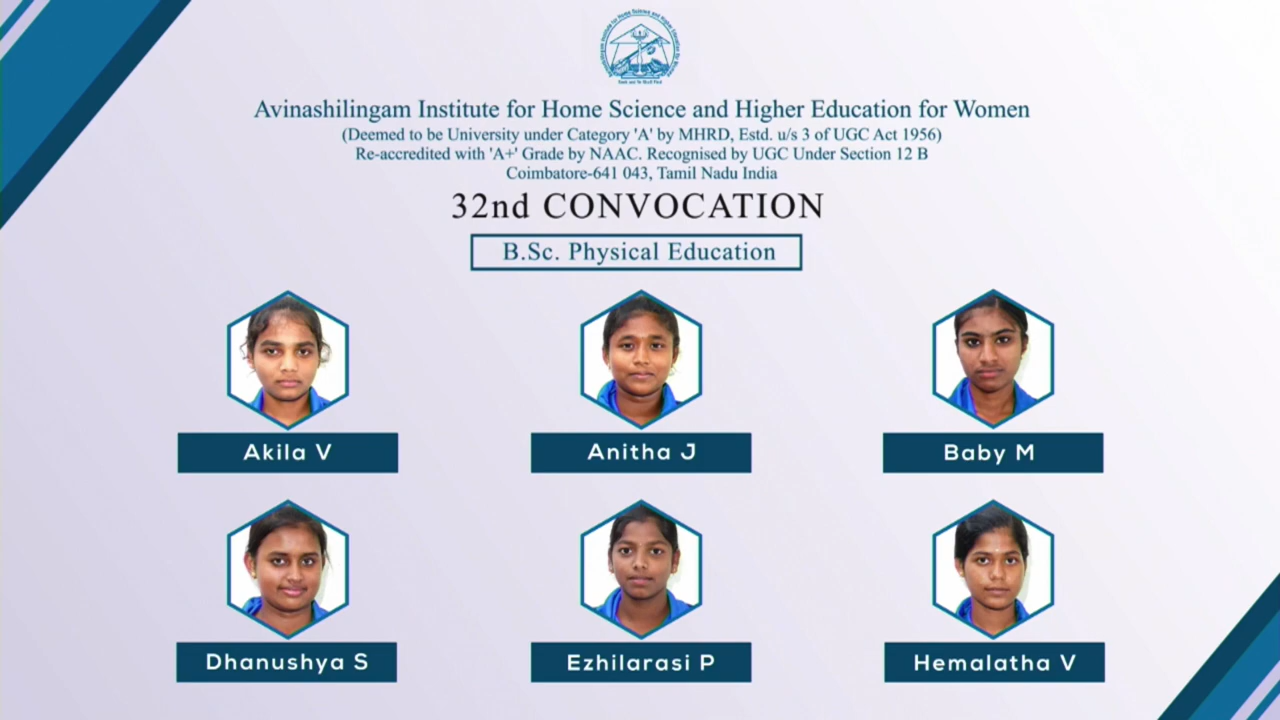 Avinashilingam Institute for Home Science and Higher Education for Women
(Deemed to be University under Category 'A' by MHRD, Estd. u/s 3 of UGC Act 1956)
Re-accredited with 'A+' Grade by NAAC. Recognised by UGC Under Section 12 B
Coimbatore-641 043, Tamil Nadu India
32nd CONVOCATION
B.Sc. Physical Education
Akila V
Anitha J
Baby M
Dhanushya S
Ezhilarasi P
Hemalatha V